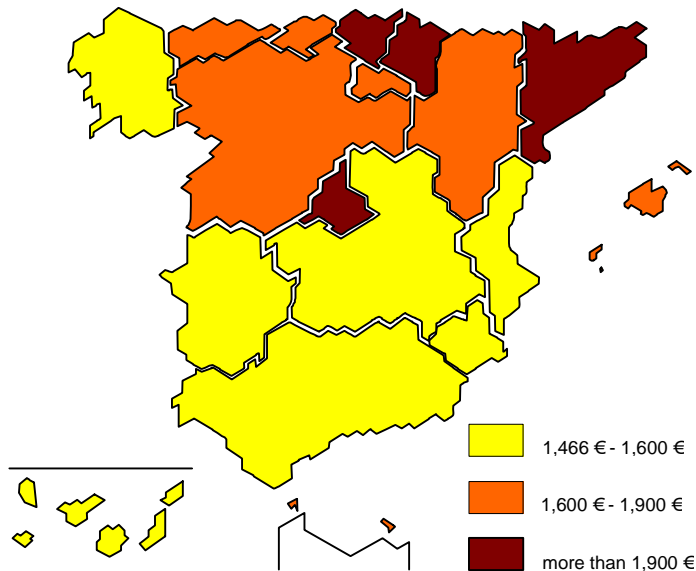 1,466 € - 1,600 €
1,600 € - 1,900 €
more than 1,900 €